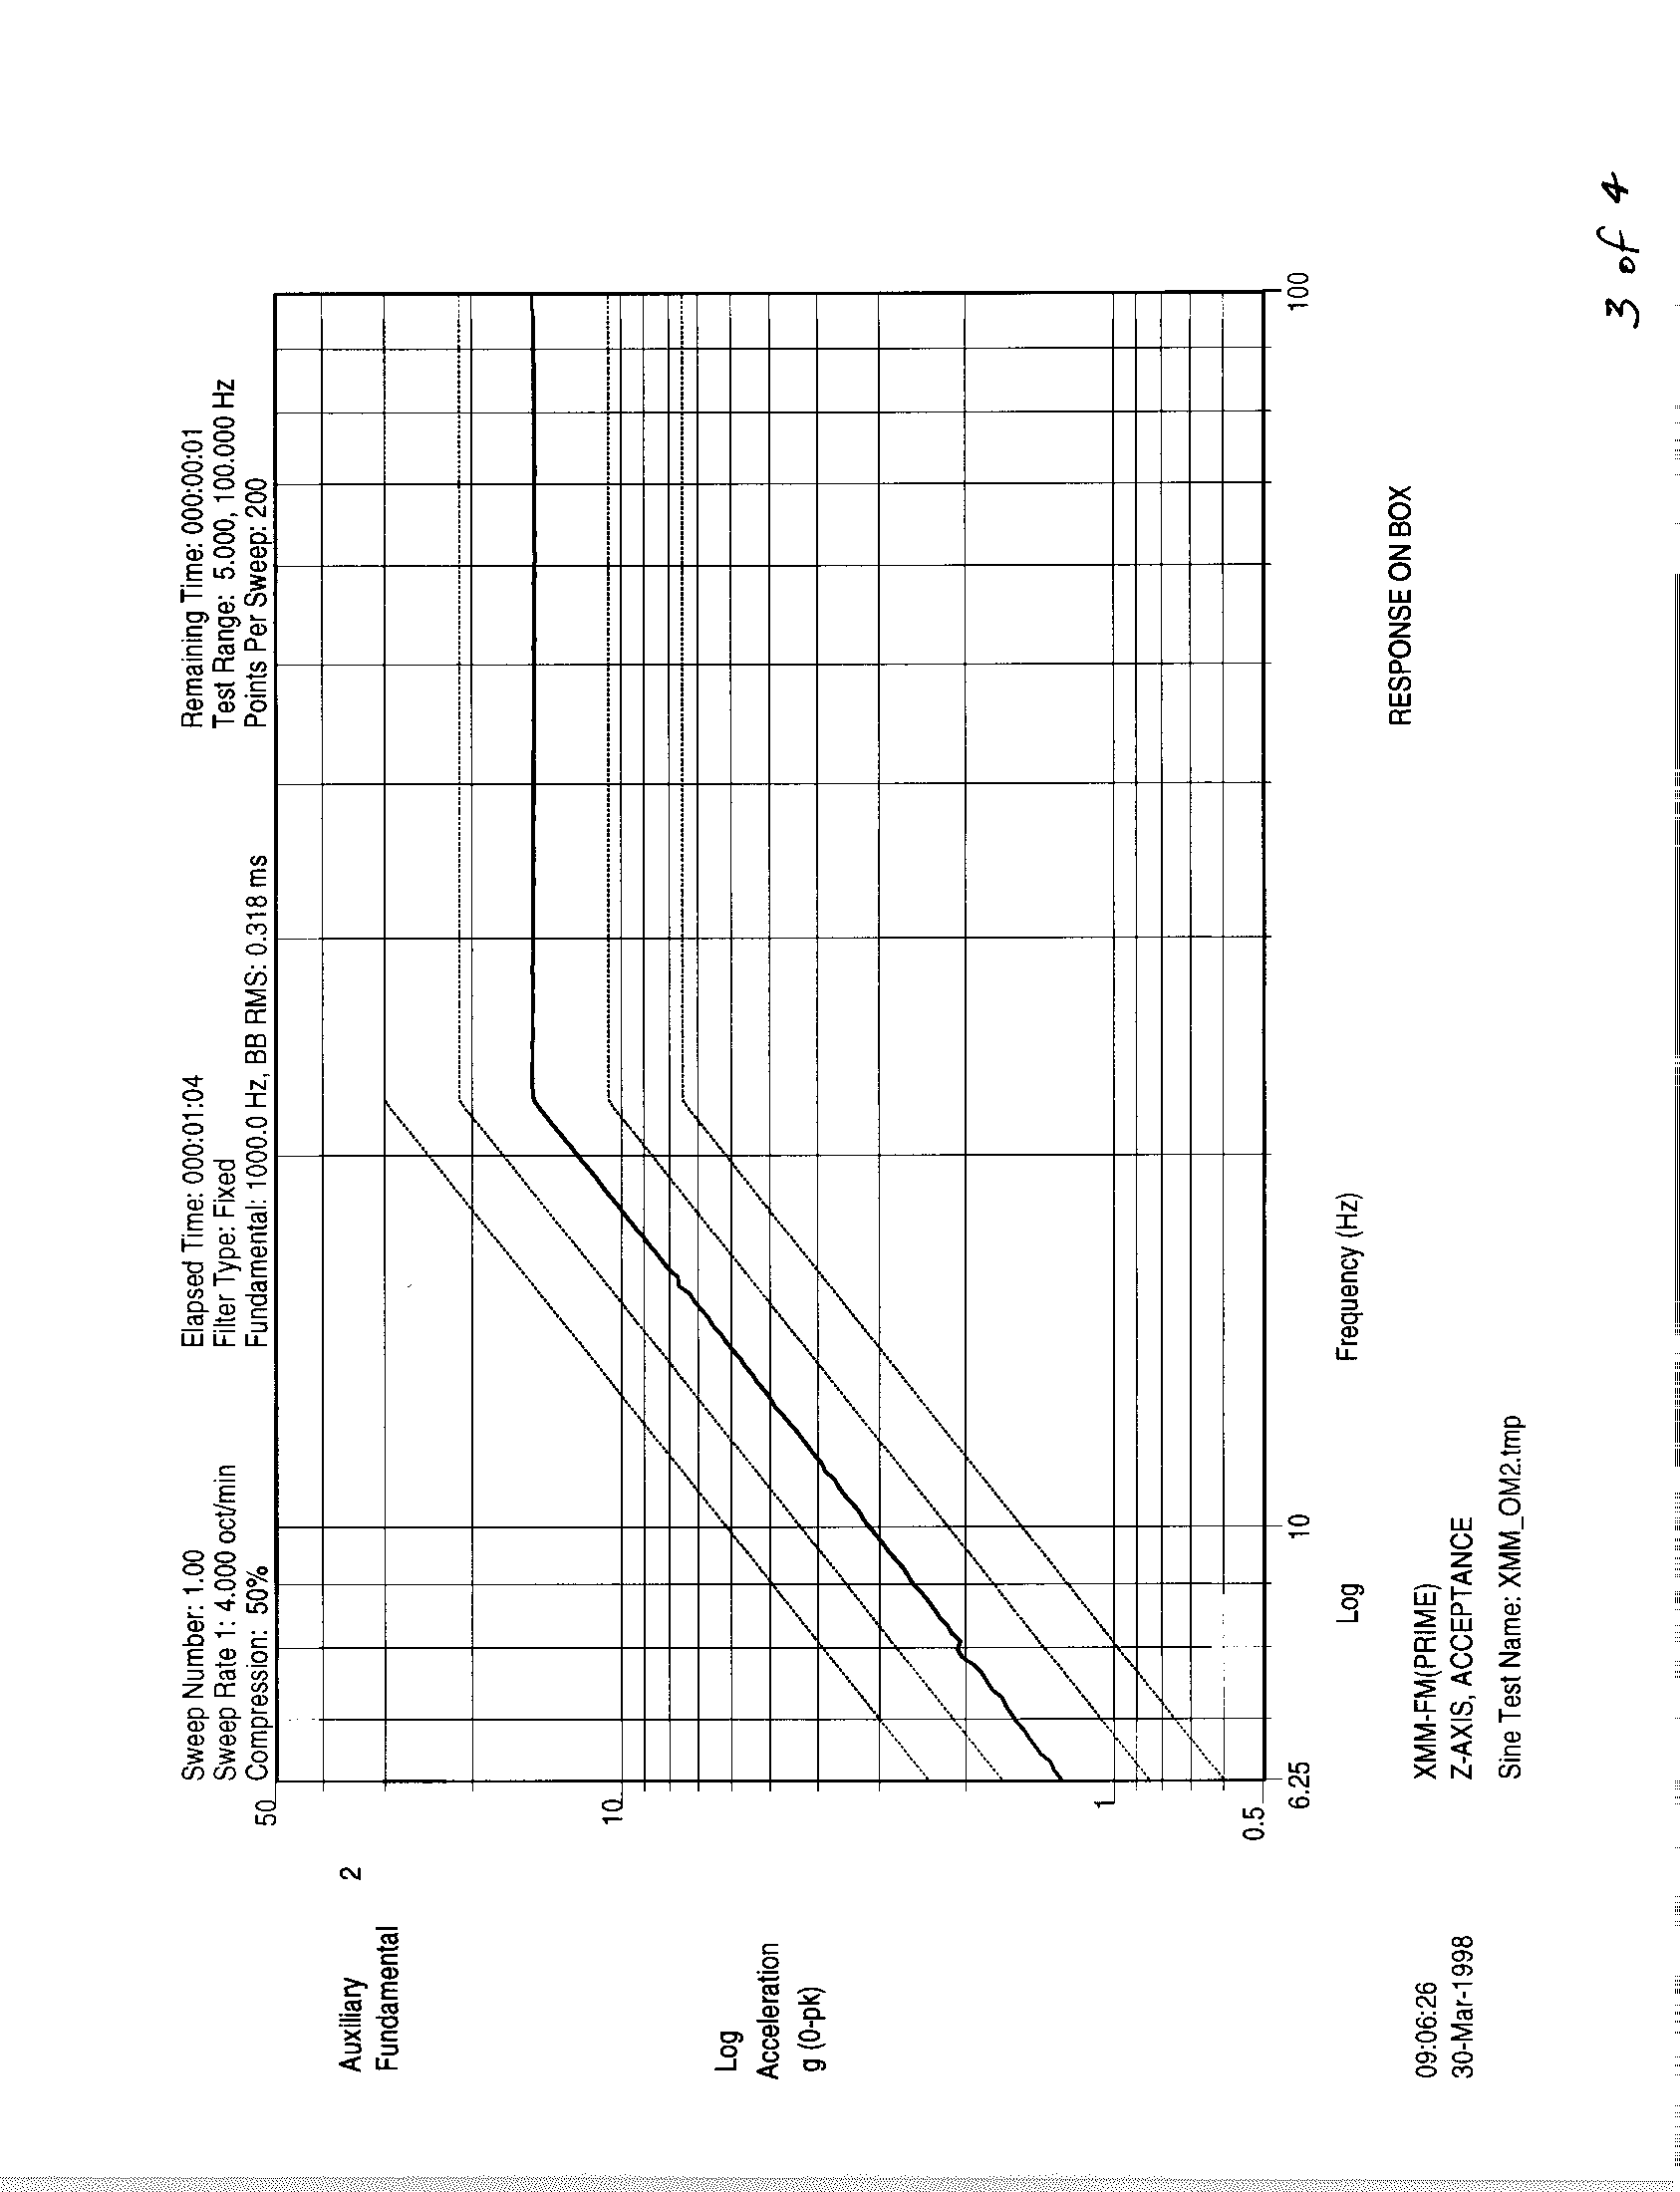 Sweep Number: 1.00 Elapsed Time: 000:01:04 Remaining Time: 000:00:01
Sweep Rate 1: 4.000 oct/min Filter Type: Fixed Test Range: 5.000, 100.000 Hz
Compression: 50% Fundamental: 1000.0 Hz, BB RMS: 0.318 ms Points Per Sweep: 200
50
Auxiliary 2
Fundamental
10
Log
Acceleration
g (0-pk)
1
0.5
6.25 10 100
Log Frequency (Hz)
RESPONSE ON BOX
09:06:26 XMM-FM(PRIME)
30-Mar-1998 Z-AXIS, ACCEPTANCE
Sine Test Name: XMM_OM2.tmp
3 of 4